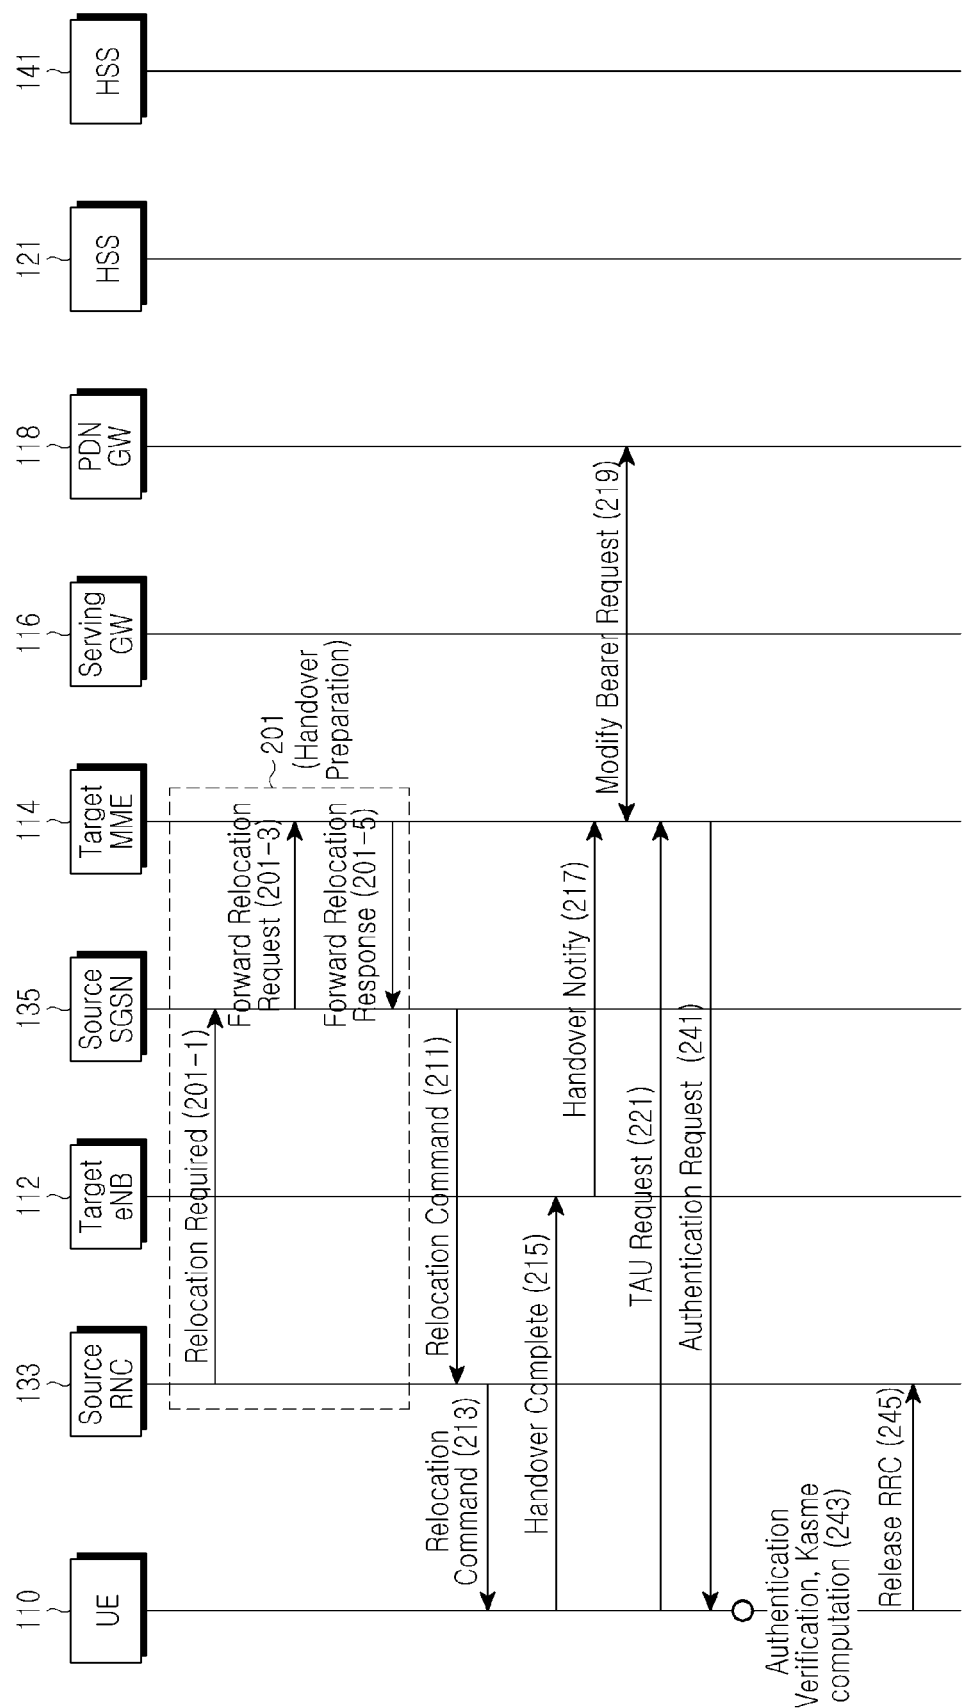 110
UE
133
Source
RNC
112
Target
eNB
135
Source
SGSN
114
Target
MME
116
Serving
GW
118
PDN
GW
121
HSS
141
HSS
Relocation Required (201-1)
Forward Relocation
Request (201-3)
201
(Handover
Preparation)
Forward Relocation
Response (201-5)
Relocation Command (211)
Relocation
Command (213)
Handover Complete (215)
Handover Notify (217)
Modify Bearer Request (219)
TAU Request (221)
Authentication Request (241)
Authentication
Verification, Kasme
computation (243)
Release RRC (245)